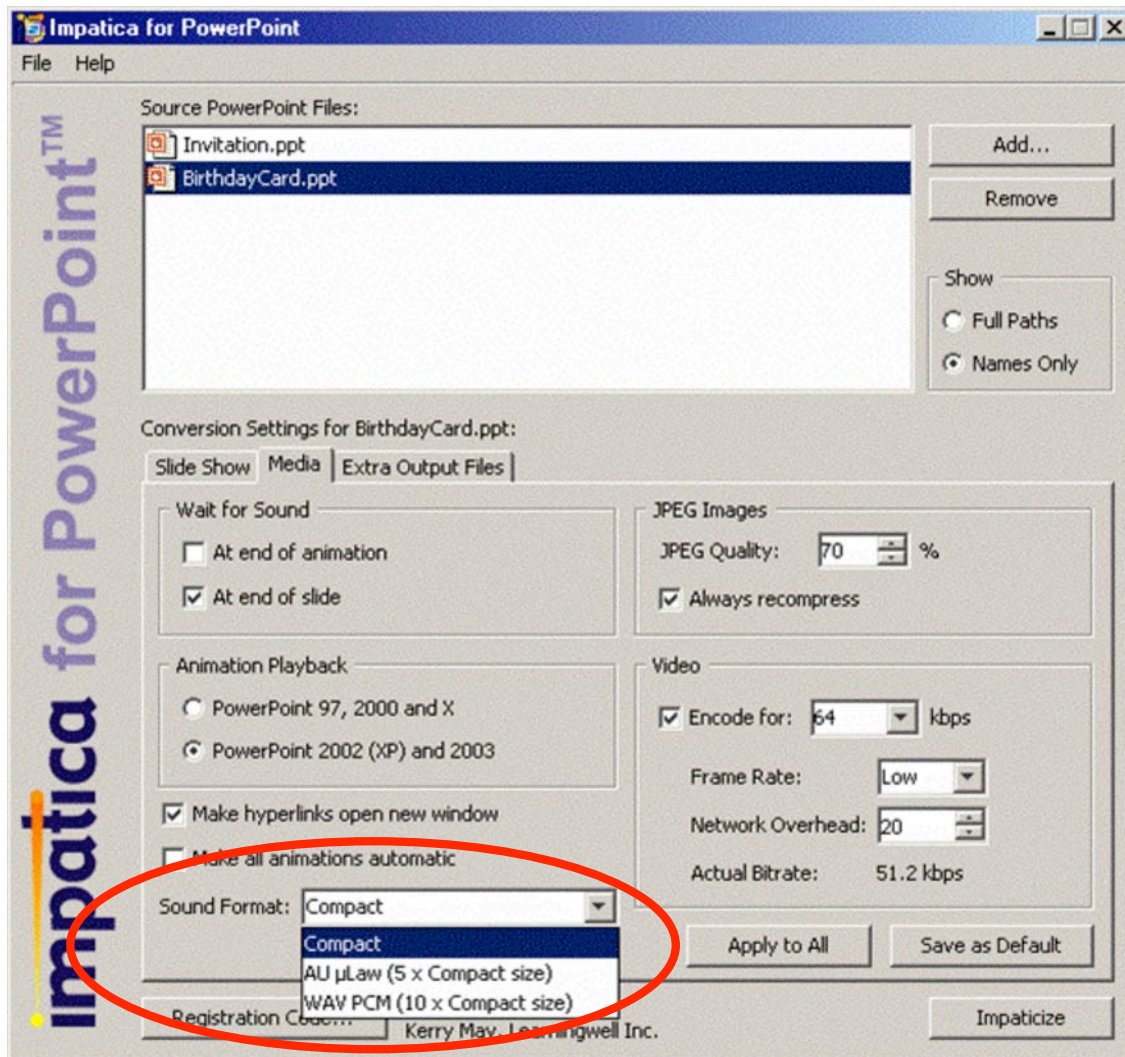 Impatica for PowerPoint
File Help
impatica for PowerPoint™
Source PowerPoint Files:
Invitation.ppt
BirthdayCard.ppt
Add...
Remove
Show
Full Paths
Names Only
Conversion Settings for BirthdayCard.ppt:
Slide Show Media Extra Output Files
Wait for Sound
At end of animation
At end of slide
Animation Playback
PowerPoint 97, 2000 and X
PowerPoint 2002 (XP) and 2003
Make hyperlinks open new window
Make all animations automatic
Sound Format: Compact
Compact
AU µLaw (5 x Compact size)
WAV PCM (10 x Compact size)
JPEG Images
JPEG Quality: 70 %
Always recompress
Video
Encode for: 64 kbps
Frame Rate: Low
Network Overhead: 20
Actual Bitrate: 51.2 kbps
Apply to All Save as Default
Registration Code...
Kerry May, Learningwell Inc.
Impaticize